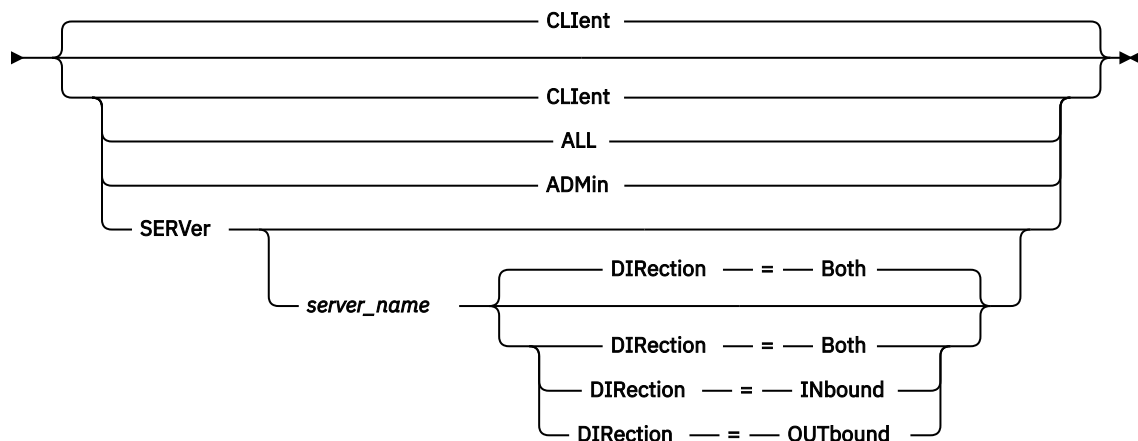 CLIent
CLIent
ALL
ADMin
SERVer
DIRection = Both
server_name
DIRection = Both
DIRection = INbound
DIRection = OUTbound